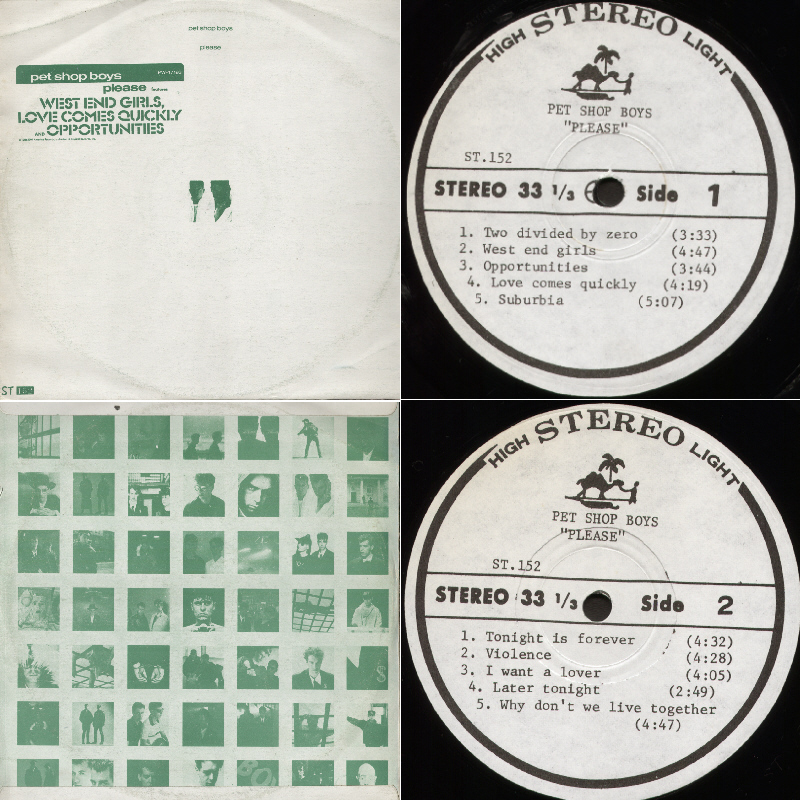 pet shop boys
please
pet shop boys
please features
WEST END GIRLS,
LOVE COMES QUICKLY
AND OPPORTUNITIES
ST 152
HIGH STEREO LIGHT
PET SHOP BOYS
"PLEASE"
ST.152
STEREO 33 1/3 Side 1
1. Two divided by zero (3:33)
2. West end girls (4:47)
3. Opportunities (3:44)
4. Love comes quickly (4:19)
5. Suburbia (5:07)
HIGH STEREO LIGHT
PET SHOP BOYS
"PLEASE"
ST.152
STEREO 33 1/3 Side 2
1. Tonight is forever (4:32)
2. Violence (4:28)
3. I want a lover (4:05)
4. Later tonight (2:49)
5. Why don't we live together
(4:47)